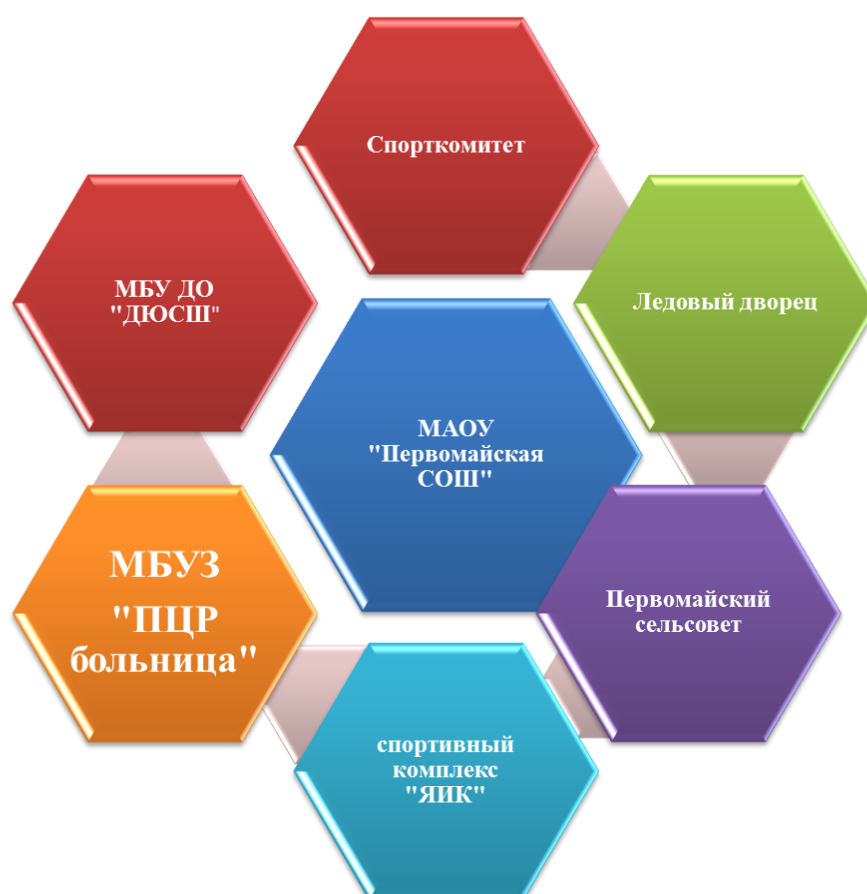 Спорткомитет
МБУ ДО
"ДЮСШ"
Ледовый дворец
МАОУ
"Первомайская
СОШ"
МБУЗ
"ПЦР
больница"
Первомайский
сельсовет
спортивный
комплекс
"ЯИК"